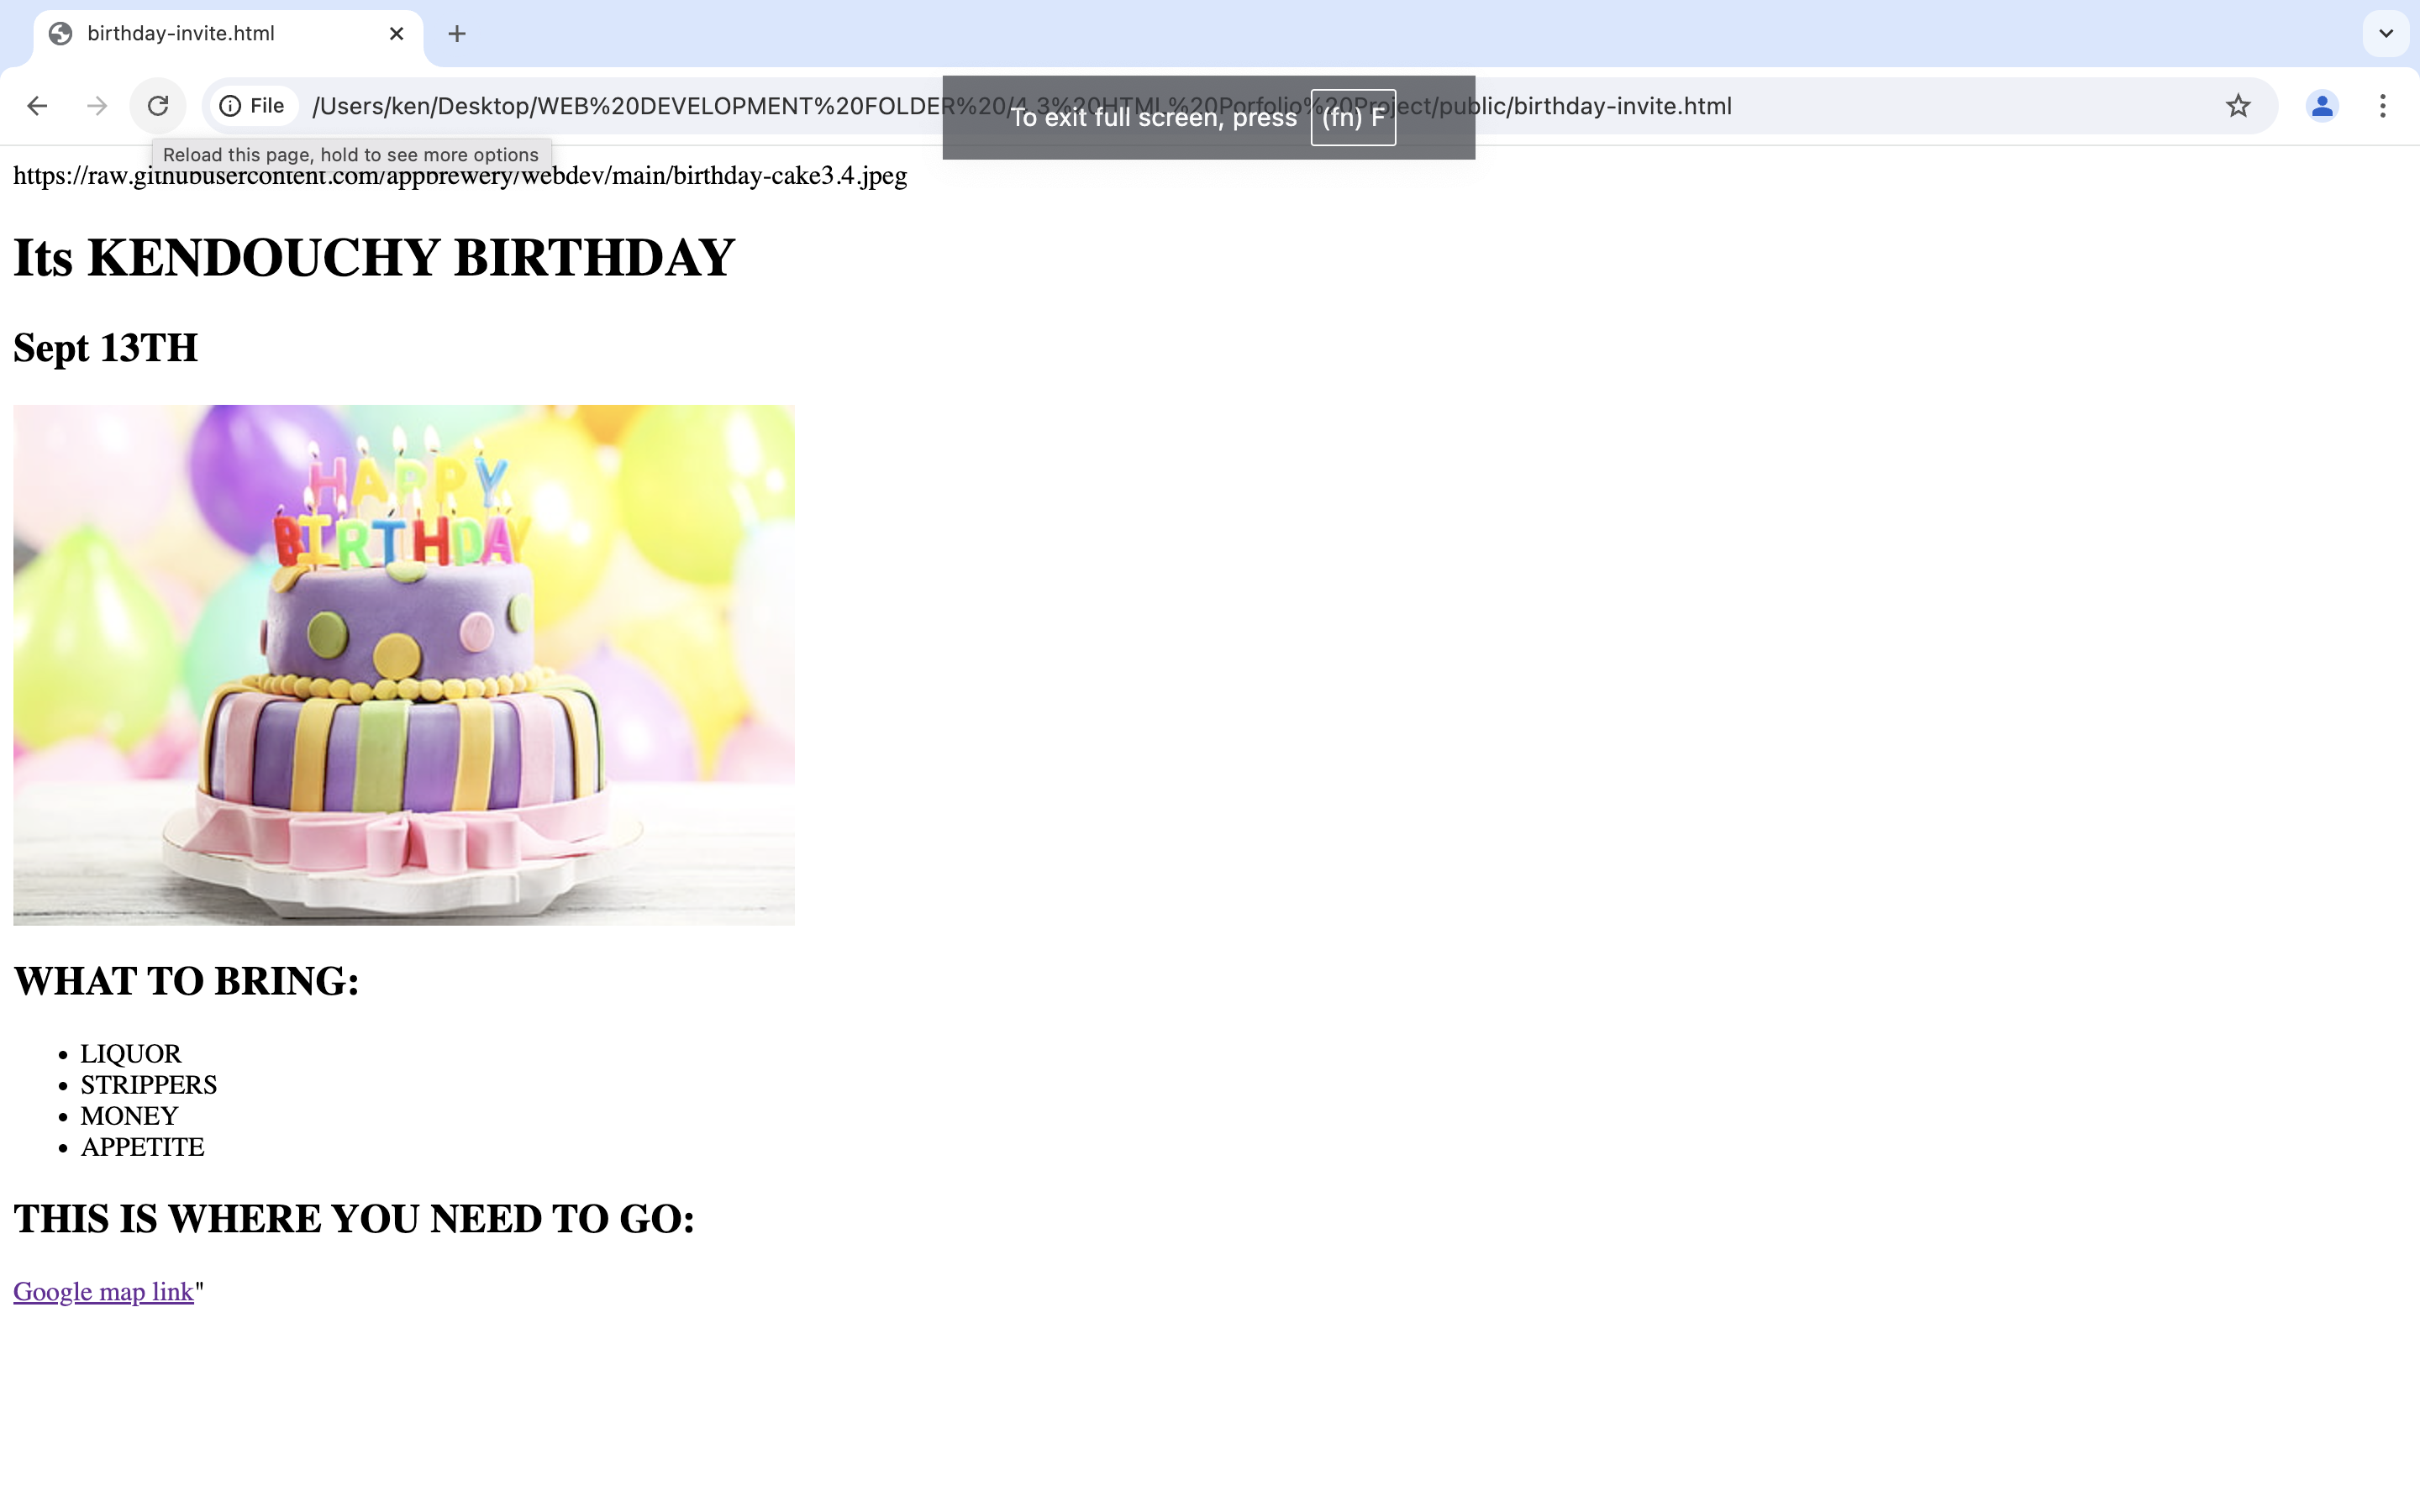 birthday-invite.html
File /Users/ken/Desktop/WEB%20DEVELOPMENT%20FOLDER%20/4.3%20HTML%20Porfolio%20Project/public/birthday-invite.html
To exit full screen, press (fn) F
Reload this page, hold to see more options
https://raw.githubusercontent.com/appbrewery/webdev/main/birthday-cake3.4.jpeg
Its KENDOUCHY BIRTHDAY
Sept 13TH
HAPPY
BIRTHDAY
WHAT TO BRING:
• LIQUOR
• STRIPPERS
• MONEY
• APPETITE
THIS IS WHERE YOU NEED TO GO:
Google map link"